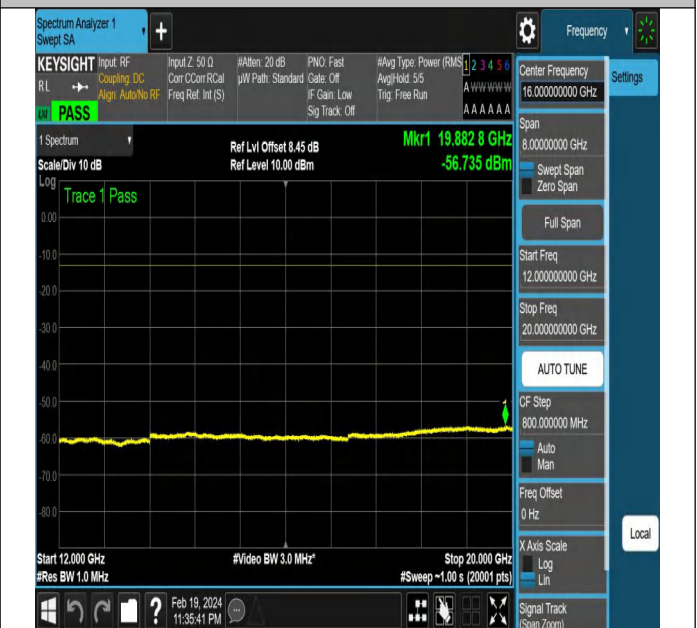 Spectrum Analyzer 1
Swept SA
Frequency
KEYSIGHT
RL
PASS
Input: RF
Coupling: DC
Align: Auto/No RF
Input Z: 50 Ω
Corr CCorr RCal
Freq Ref: Int (S)
#Atten: 20 dB
µW Path: Standard
PNO: Fast
Gate: Off
IF Gain: Low
Sig Track: Off
#Avg Type: Power (RMS
Avg|Hold: 5/5
Trig: Free Run
1 2 3 4 5 6
A W W W W W
A A A A A A
1 Spectrum
Scale/Div 10 dB
Ref Lvl Offset 8.45 dB
Ref Level 10.00 dBm
Mkr1 19.882 8 GHz
-56.735 dBm
Log
Trace 1 Pass
0.00
-10.0
-20.0
-30.0
-40.0
-50.0
-60.0
-70.0
-80.0
1
Start 12.000 GHz
#Res BW 1.0 MHz
#Video BW 3.0 MHz*
Stop 20.000 GHz
#Sweep ~1.00 s (20001 pts)
Center Frequency
16.000000000 GHz
Settings
Span
8.00000000 GHz
Swept Span
Zero Span
Full Span
Start Freq
12.000000000 GHz
Stop Freq
20.000000000 GHz
AUTO TUNE
CF Step
800.000000 MHz
Auto
Man
Freq Offset
0 Hz
X Axis Scale
Log
Lin
Local
Signal Track
(Span Zoom)
?
Feb 19, 2024
11:35:41 PM